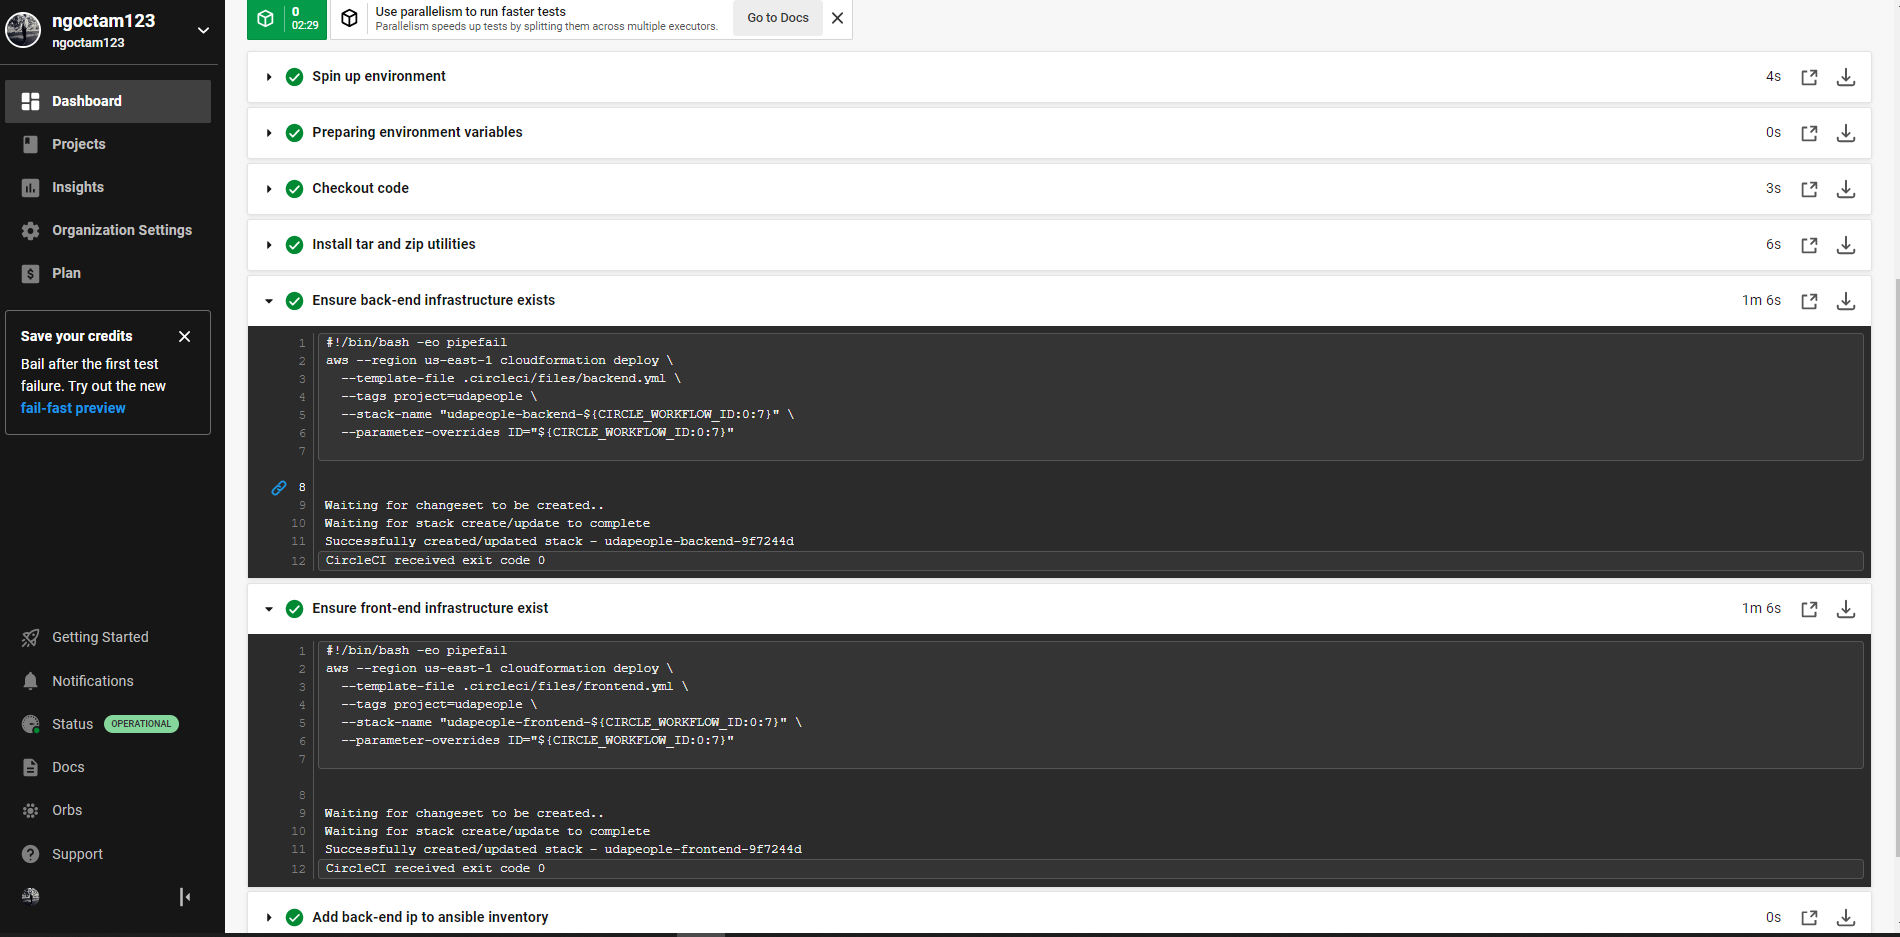 ngoctam123
ngoctam123
Dashboard
Projects
Insights
Organization Settings
Plan
Save your credits
Bail after the first test
failure. Try out the new
fail-fast preview
Getting Started
Notifications
Status OPERATIONAL
Docs
Orbs
Support
0
02:29
Use parallelism to run faster tests
Parallelism speeds up tests by splitting them across multiple executors.
Go to Docs
Spin up environment 4s
Preparing environment variables 0s
Checkout code 3s
Install tar and zip utilities 6s
Ensure back-end infrastructure exists 1m 6s
1 #!/bin/bash -eo pipefail
2 aws --region us-east-1 cloudformation deploy \
3 --template-file .circleci/files/backend.yml \
4 --tags project=udapeople \
5 --stack-name "udapeople-backend-${CIRCLE_WORKFLOW_ID:0:7}" \
6 --parameter-overrides ID="${CIRCLE_WORKFLOW_ID:0:7}"
7
8
9 Waiting for changeset to be created..
10 Waiting for stack create/update to complete
11 Successfully created/updated stack - udapeople-backend-9f7244d
12 CircleCI received exit code 0
Ensure front-end infrastructure exist 1m 6s
1 #!/bin/bash -eo pipefail
2 aws --region us-east-1 cloudformation deploy \
3 --template-file .circleci/files/frontend.yml \
4 --tags project=udapeople \
5 --stack-name "udapeople-frontend-${CIRCLE_WORKFLOW_ID:0:7}" \
6 --parameter-overrides ID="${CIRCLE_WORKFLOW_ID:0:7}"
7
8
9 Waiting for changeset to be created..
10 Waiting for stack create/update to complete
11 Successfully created/updated stack - udapeople-frontend-9f7244d
12 CircleCI received exit code 0
Add back-end ip to ansible inventory 0s